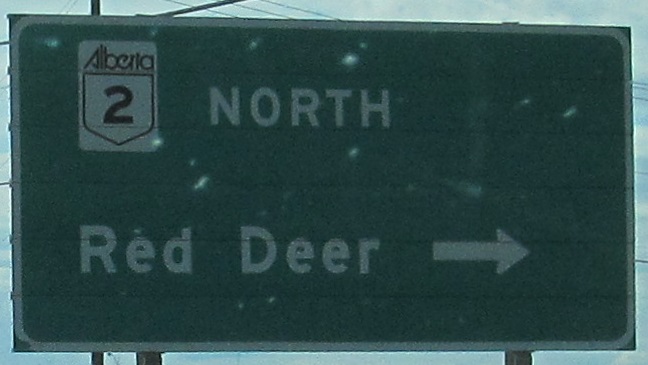 Alberta
2 NORTH
Red Deer